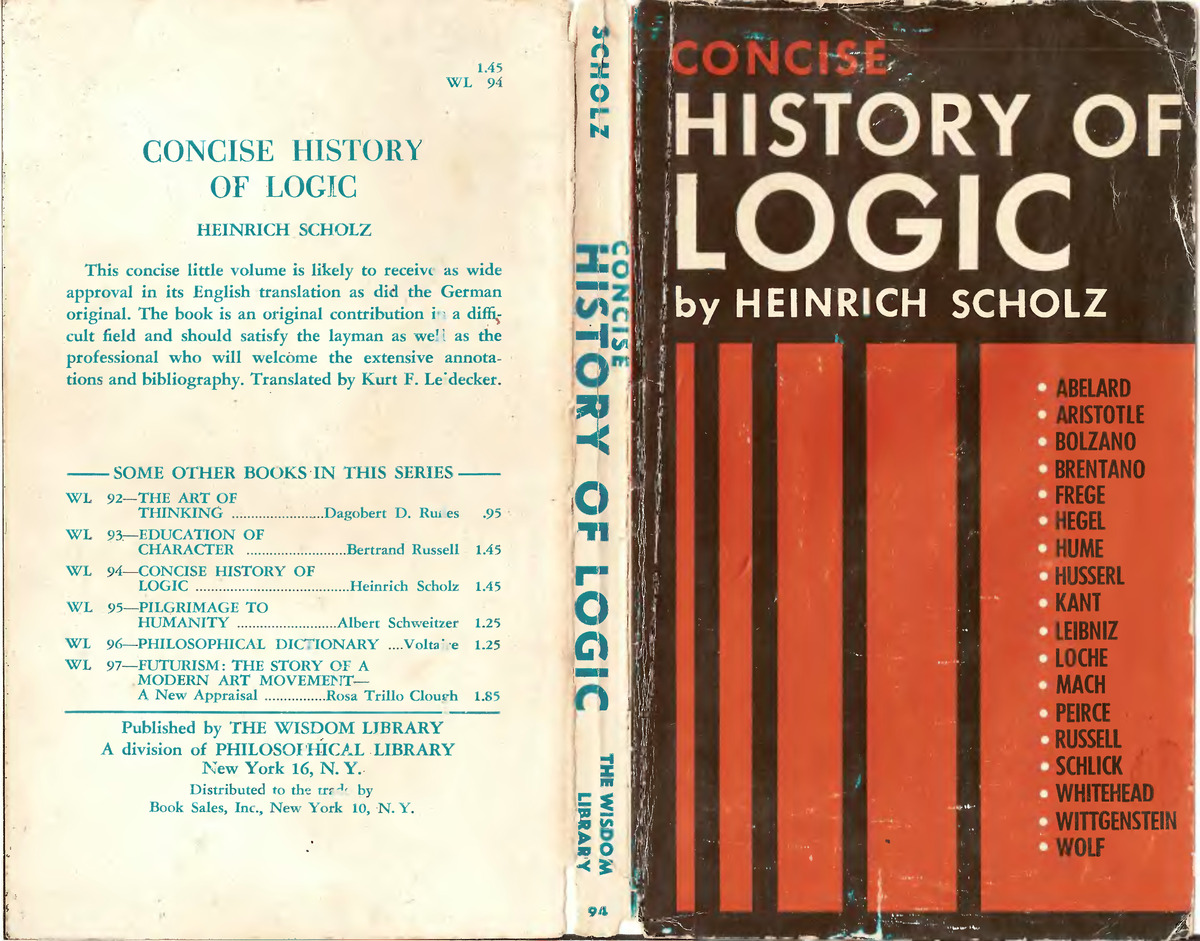 1.45
WL 94
CONCISE HISTORY
OF LOGIC
HEINRICH SCHOLZ
This concise little volume is likely to receive as wide
approval in its English translation as did the German
original. The book is an original contribution in a diffi-
cult field and should satisfy the layman as well as the
professional who will welcome the extensive annota-
tions and bibliography. Translated by Kurt F. Leidecker.
SOME OTHER BOOKS IN THIS SERIES
WL 92—THE ART OF
THINKING ........................Dagobert D. Runes .95
WL 93—EDUCATION OF
CHARACTER ..........................Bertrand Russell 1.45
WL 94—CONCISE HISTORY OF
LOGIC ........................................Heinrich Scholz 1.45
WL 95—PILGRIMAGE TO
HUMANITY ..........................Albert Schweitzer 1.25
WL 96—PHILOSOPHICAL DICTIONARY ....Voltaire 1.25
WL 97—FUTURISM: THE STORY OF A
MODERN ART MOVEMENT—
A New Appraisal ................Rosa Trillo Clough 1.85
Published by THE WISDOM LIBRARY
A division of PHILOSOPHICAL LIBRARY
New York 16, N. Y.
Distributed to the trade by
Book Sales, Inc., New York 10, N. Y.
SCHOLZ
CONCISE
HISTORY OF LOGIC
THE WISDOM
LIBRARY
94
CONCISE
HISTORY OF
LOGIC
by HEINRICH SCHOLZ
• ABELARD
• ARISTOTLE
• BOLZANO
• BRENTANO
• FREGE
• HEGEL
• HUME
• HUSSERL
• KANT
• LEIBNIZ
• LOCHE
• MACH
• PEIRCE
• RUSSELL
• SCHLICK
• WHITEHEAD
• WITTGENSTEIN
• WOLF